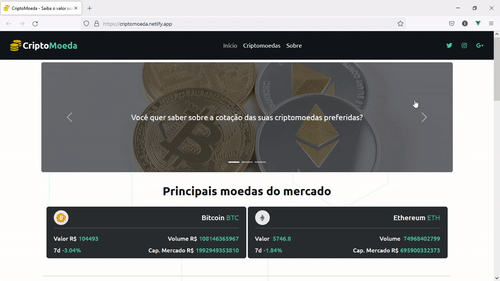 CriptoMoeda - Saiba o valor su
https://criptomoeda.netlify.app
CriptoMoeda
Início Criptomoedas Sobre
Você quer saber sobre a cotação das suas criptomoedas preferidas?
Principais moedas do mercado
Bitcoin BTC
Valor R$ 104493 Volume R$ 108146365967
7d -3.04% Cap. Mercado R$ 1992949353810
Ethereum ETH
Valor 5746.8 Volume 74968402799
7d -1.84% Cap. Mercado R$ 695900352373